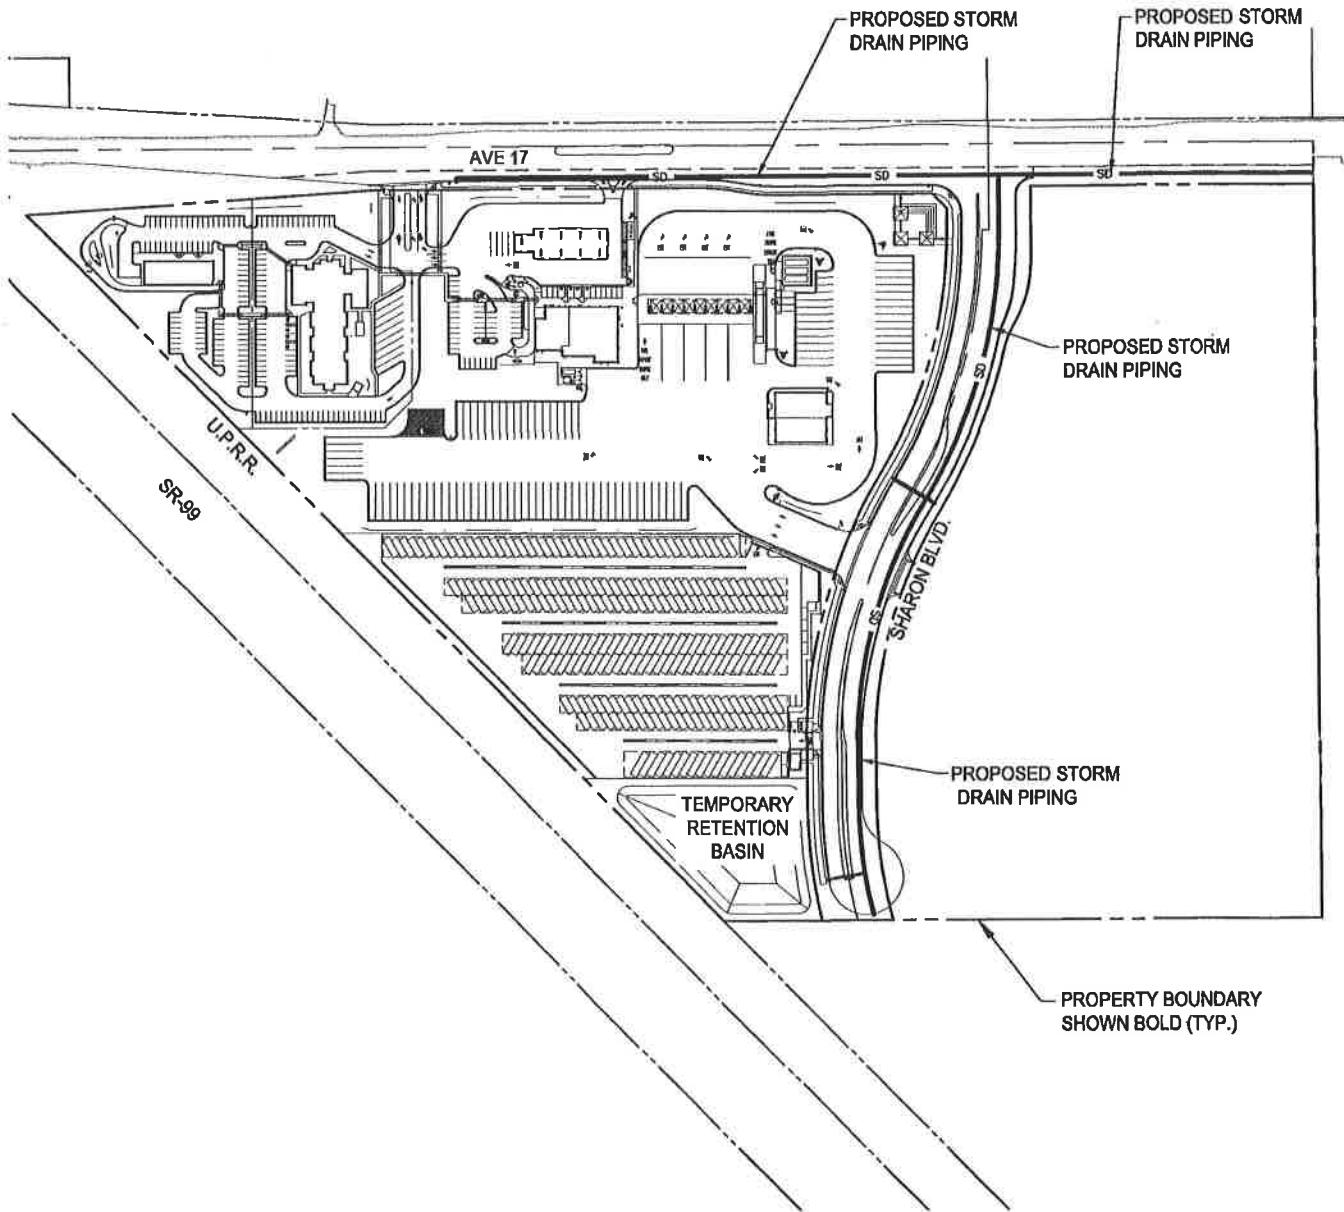 PROPOSED STORM
DRAIN PIPING
PROPOSED STORM
DRAIN PIPING
AVE 17
SD
SD
SD
PROPOSED STORM
DRAIN PIPING
SD
U.P.R.R.
SR-99
SHARON BLVD.
SD
PROPOSED STORM
DRAIN PIPING
TEMPORARY
RETENTION
BASIN
PROPERTY BOUNDARY
SHOWN BOLD (TYP.)